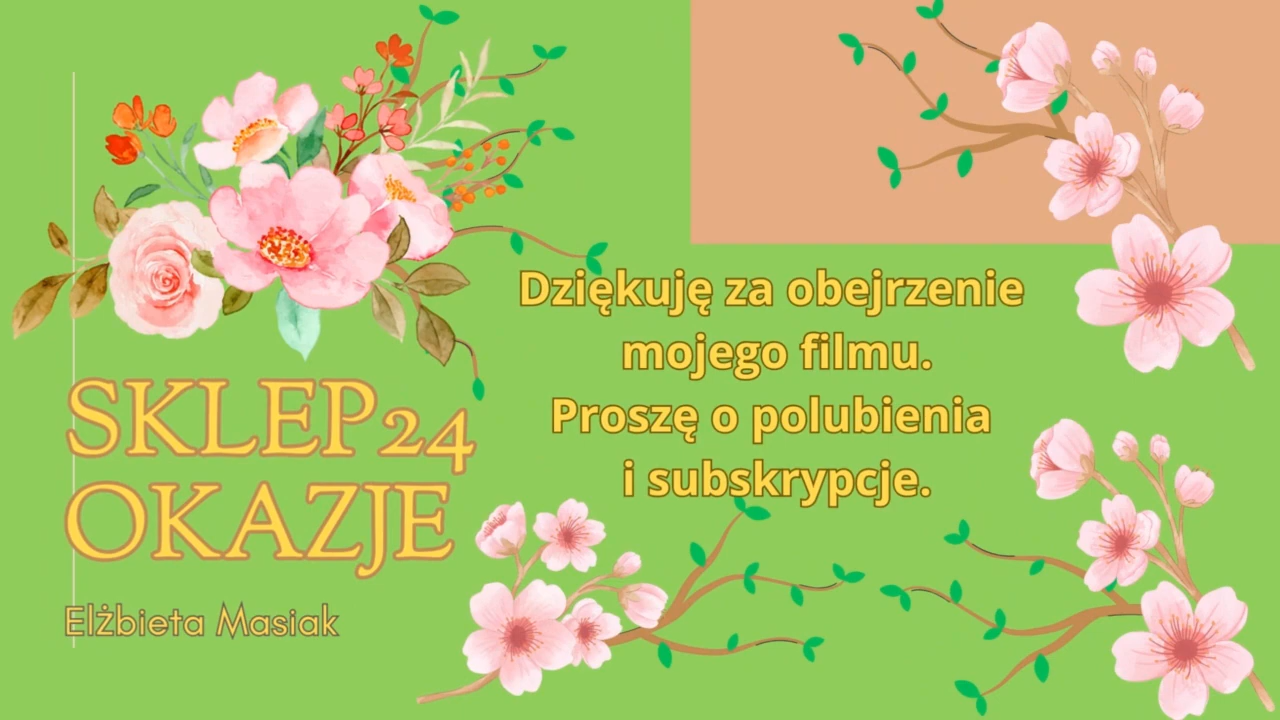 SKLEP24
OKAZJE
Elżbieta Masiak
Dziękuję za obejrzenie
mojego filmu.
Proszę o polubienia
i subskrypcje.